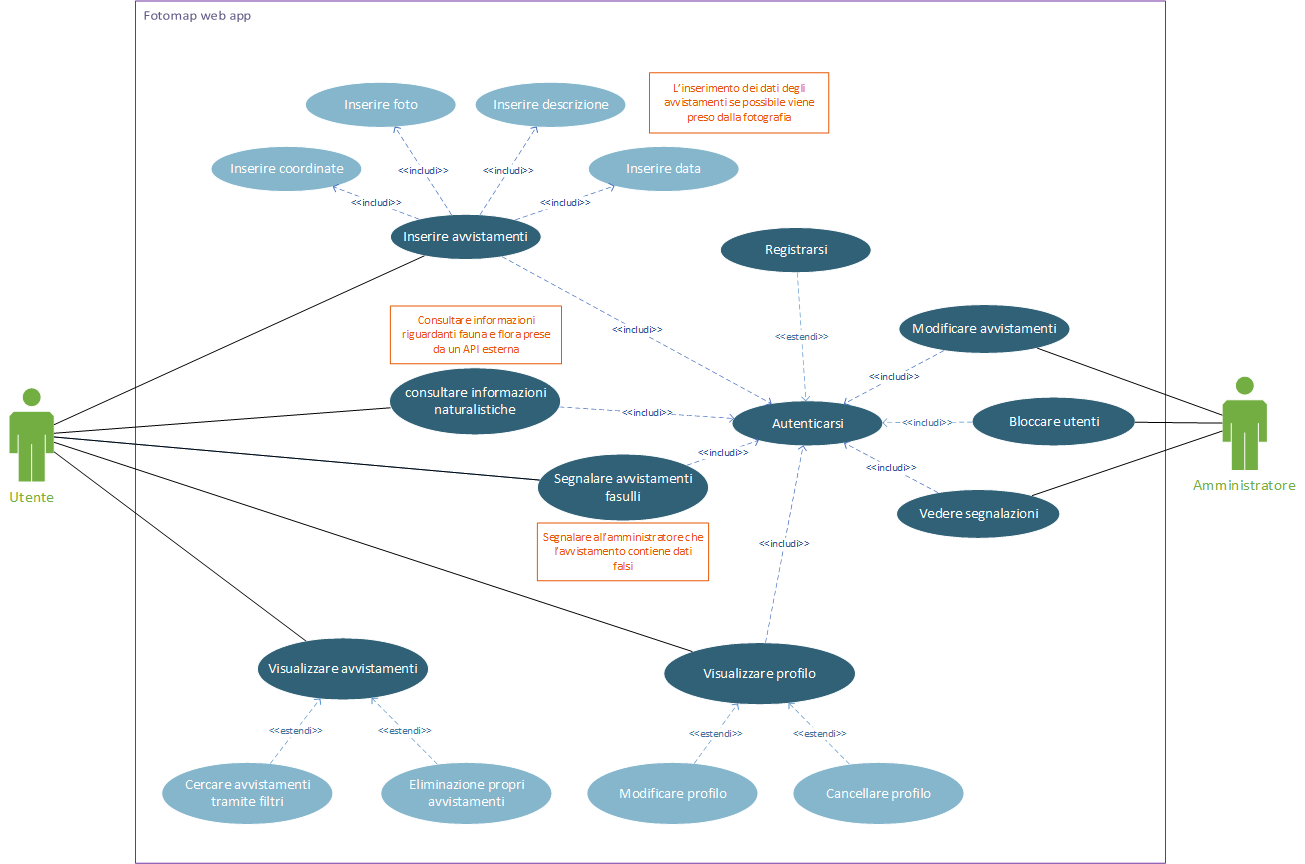 Fotomap web app
Inserire foto
Inserire descrizione
L'inserimento dei dati degli
avvistamenti se possibile viene
preso dalla fotografia
Inserire coordinate
<<includi>>
<<includi>>
Inserire data
<<includi>>
<<includi>>
Inserire avvistamenti
Registrarsi
Consultare informazioni
riguardanti fauna e flora prese
da un API esterna
<<includi>>
<<estendi>>
Modificare avvistamenti
<<includi>>
consultare informazioni
naturalistiche
<<includi>>
Autenticarsi
<<includi>>
Bloccare utenti
<<includi>>
Segnalare avvistamenti
fasulli
<<includi>>
Vedere segnalazioni
Utente
Amministratore
Segnalare all'amministratore che
l'avvistamento contiene dati
falsi
<<includi>>
Visualizzare avvistamenti
Visualizzare profilo
<<estendi>>
<<estendi>>
<<estendi>>
<<estendi>>
Cercare avvistamenti
tramite filtri
Eliminazione propri
avvistamenti
Modificare profilo
Cancellare profilo